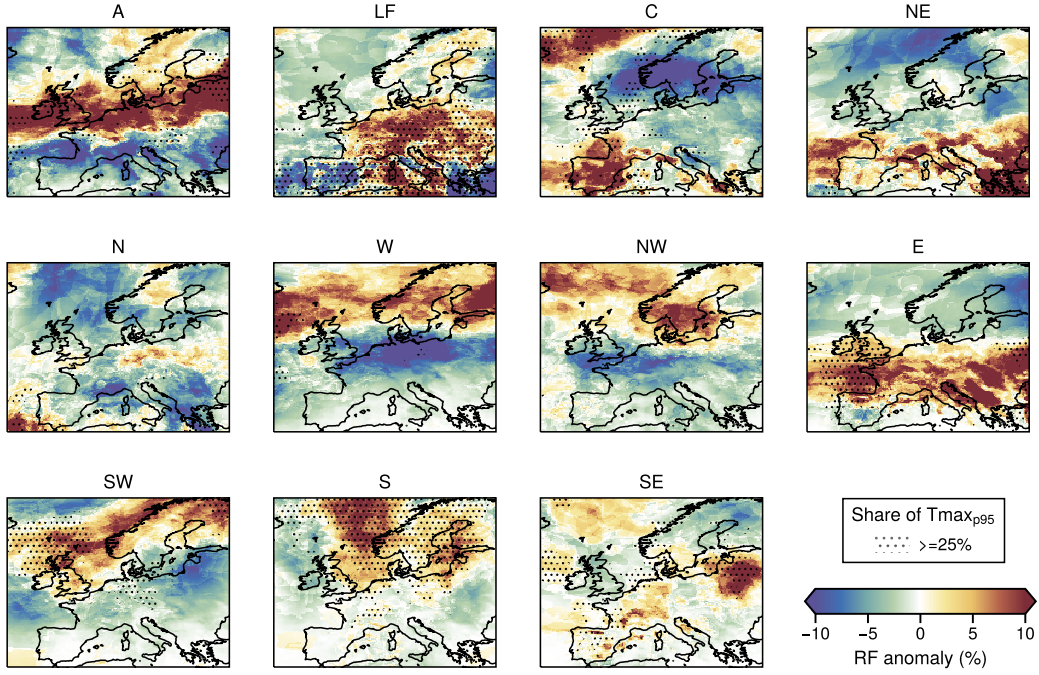 A LF C NE
N W NW E
SW S SE
Share of Tmaxp95
>=25%
−10 −5 0 5 10
RF anomaly (%)